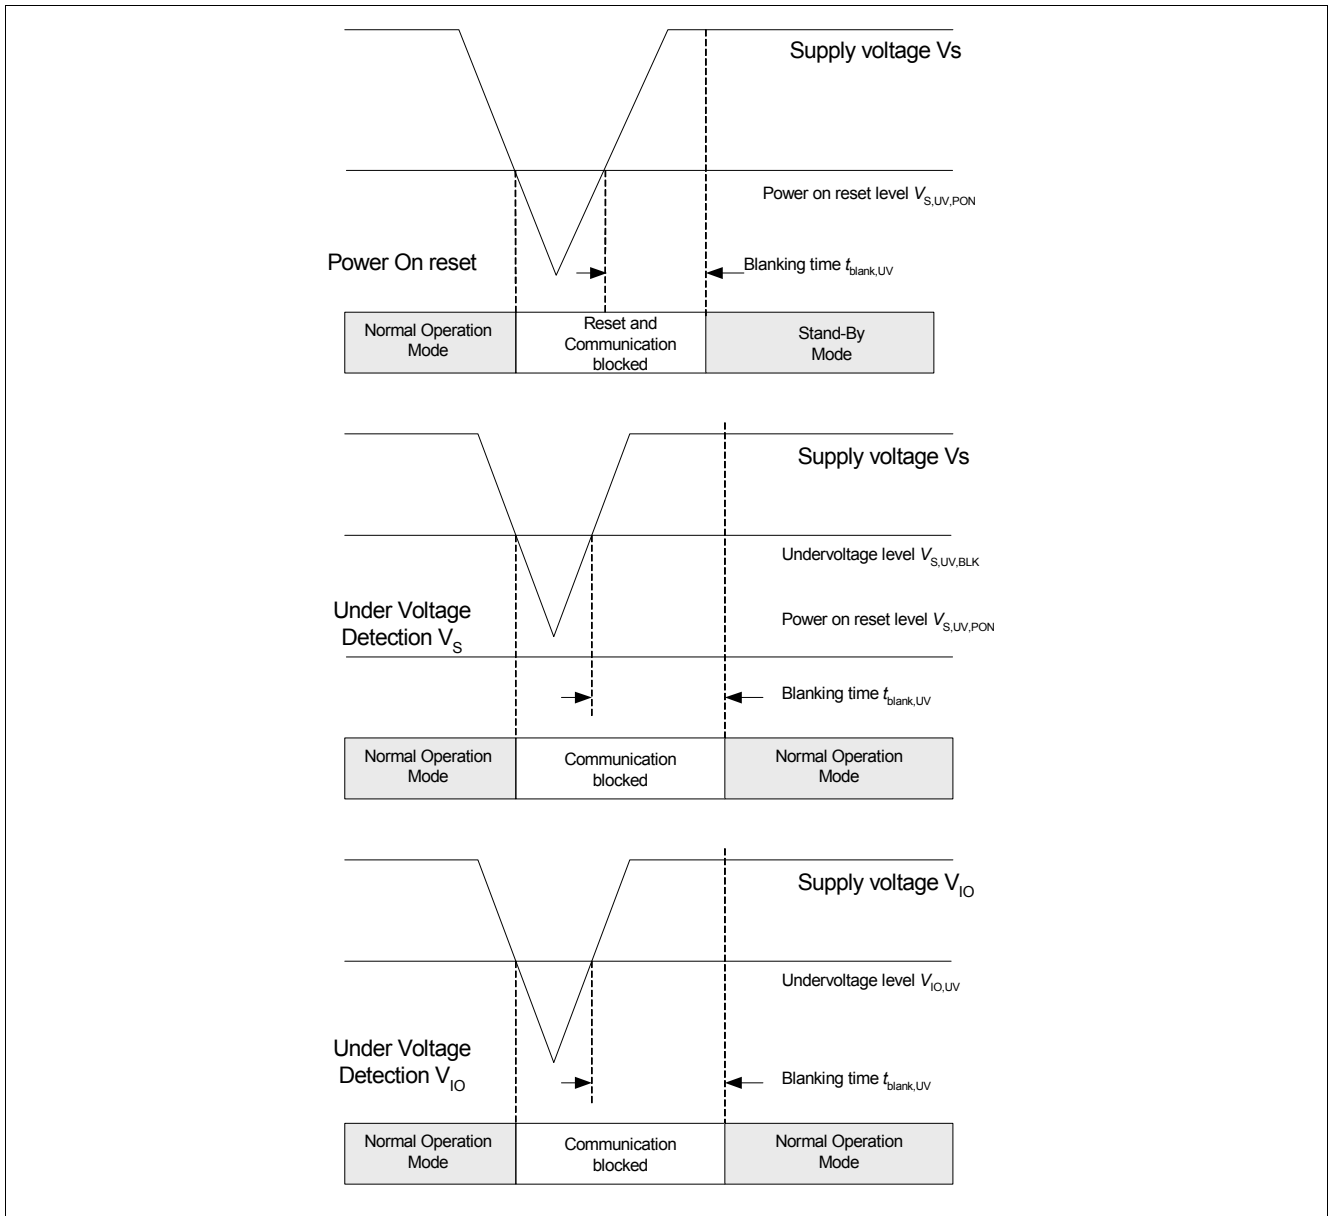 Supply voltage Vs
Power on reset level VS,UV,PON
Power On reset
Blanking time tblank,UV
Normal Operation
Mode
Reset and
Communication
blocked
Stand-By
Mode
Supply voltage Vs
Undervoltage level VS,UV,BLK
Under Voltage
Detection VS
Power on reset level VS,UV,PON
Blanking time tblank,UV
Normal Operation
Mode
Communication
blocked
Normal Operation
Mode
Supply voltage VIO
Undervoltage level VIO,UV
Under Voltage
Detection VIO
Blanking time tblank,UV
Normal Operation
Mode
Communication
blocked
Normal Operation
Mode